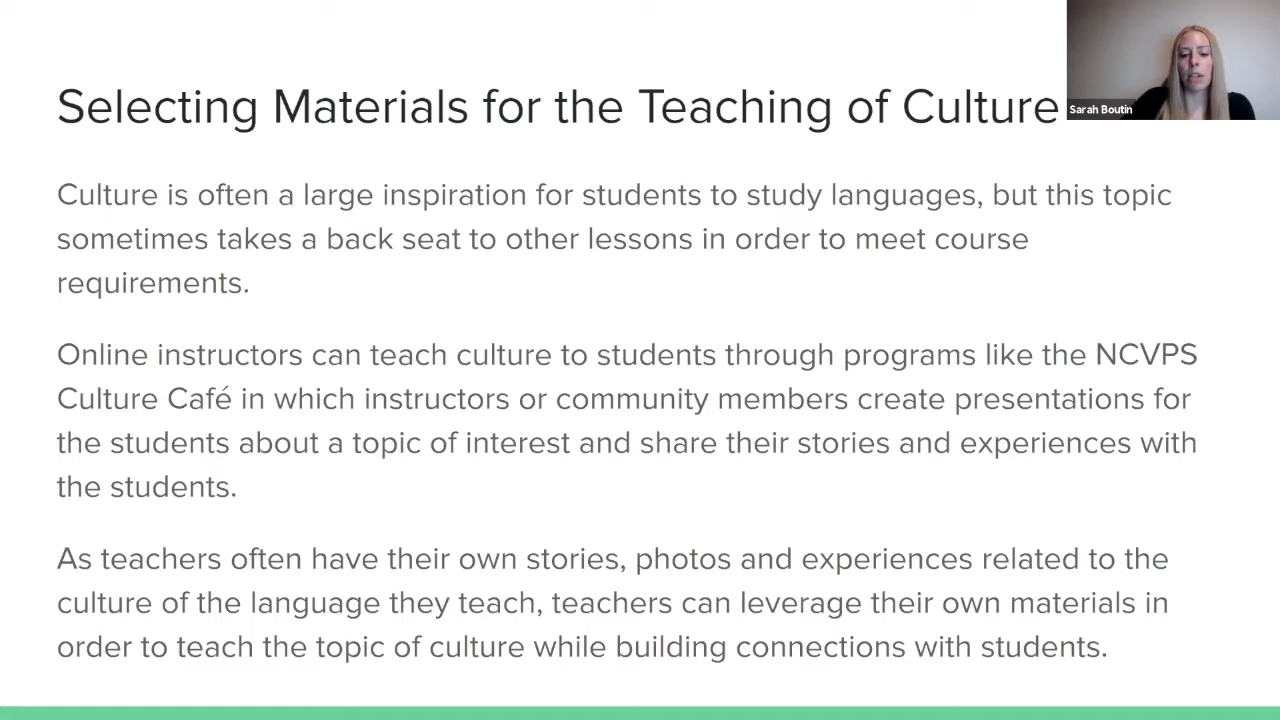 Selecting Materials for the Teaching of Culture
Sarah Boutin
Culture is often a large inspiration for students to study languages, but this topic
sometimes takes a back seat to other lessons in order to meet course
requirements.
Online instructors can teach culture to students through programs like the NCVPS
Culture Café in which instructors or community members create presentations for
the students about a topic of interest and share their stories and experiences with
the students.
As teachers often have their own stories, photos and experiences related to the
culture of the language they teach, teachers can leverage their own materials in
order to teach the topic of culture while building connections with students.